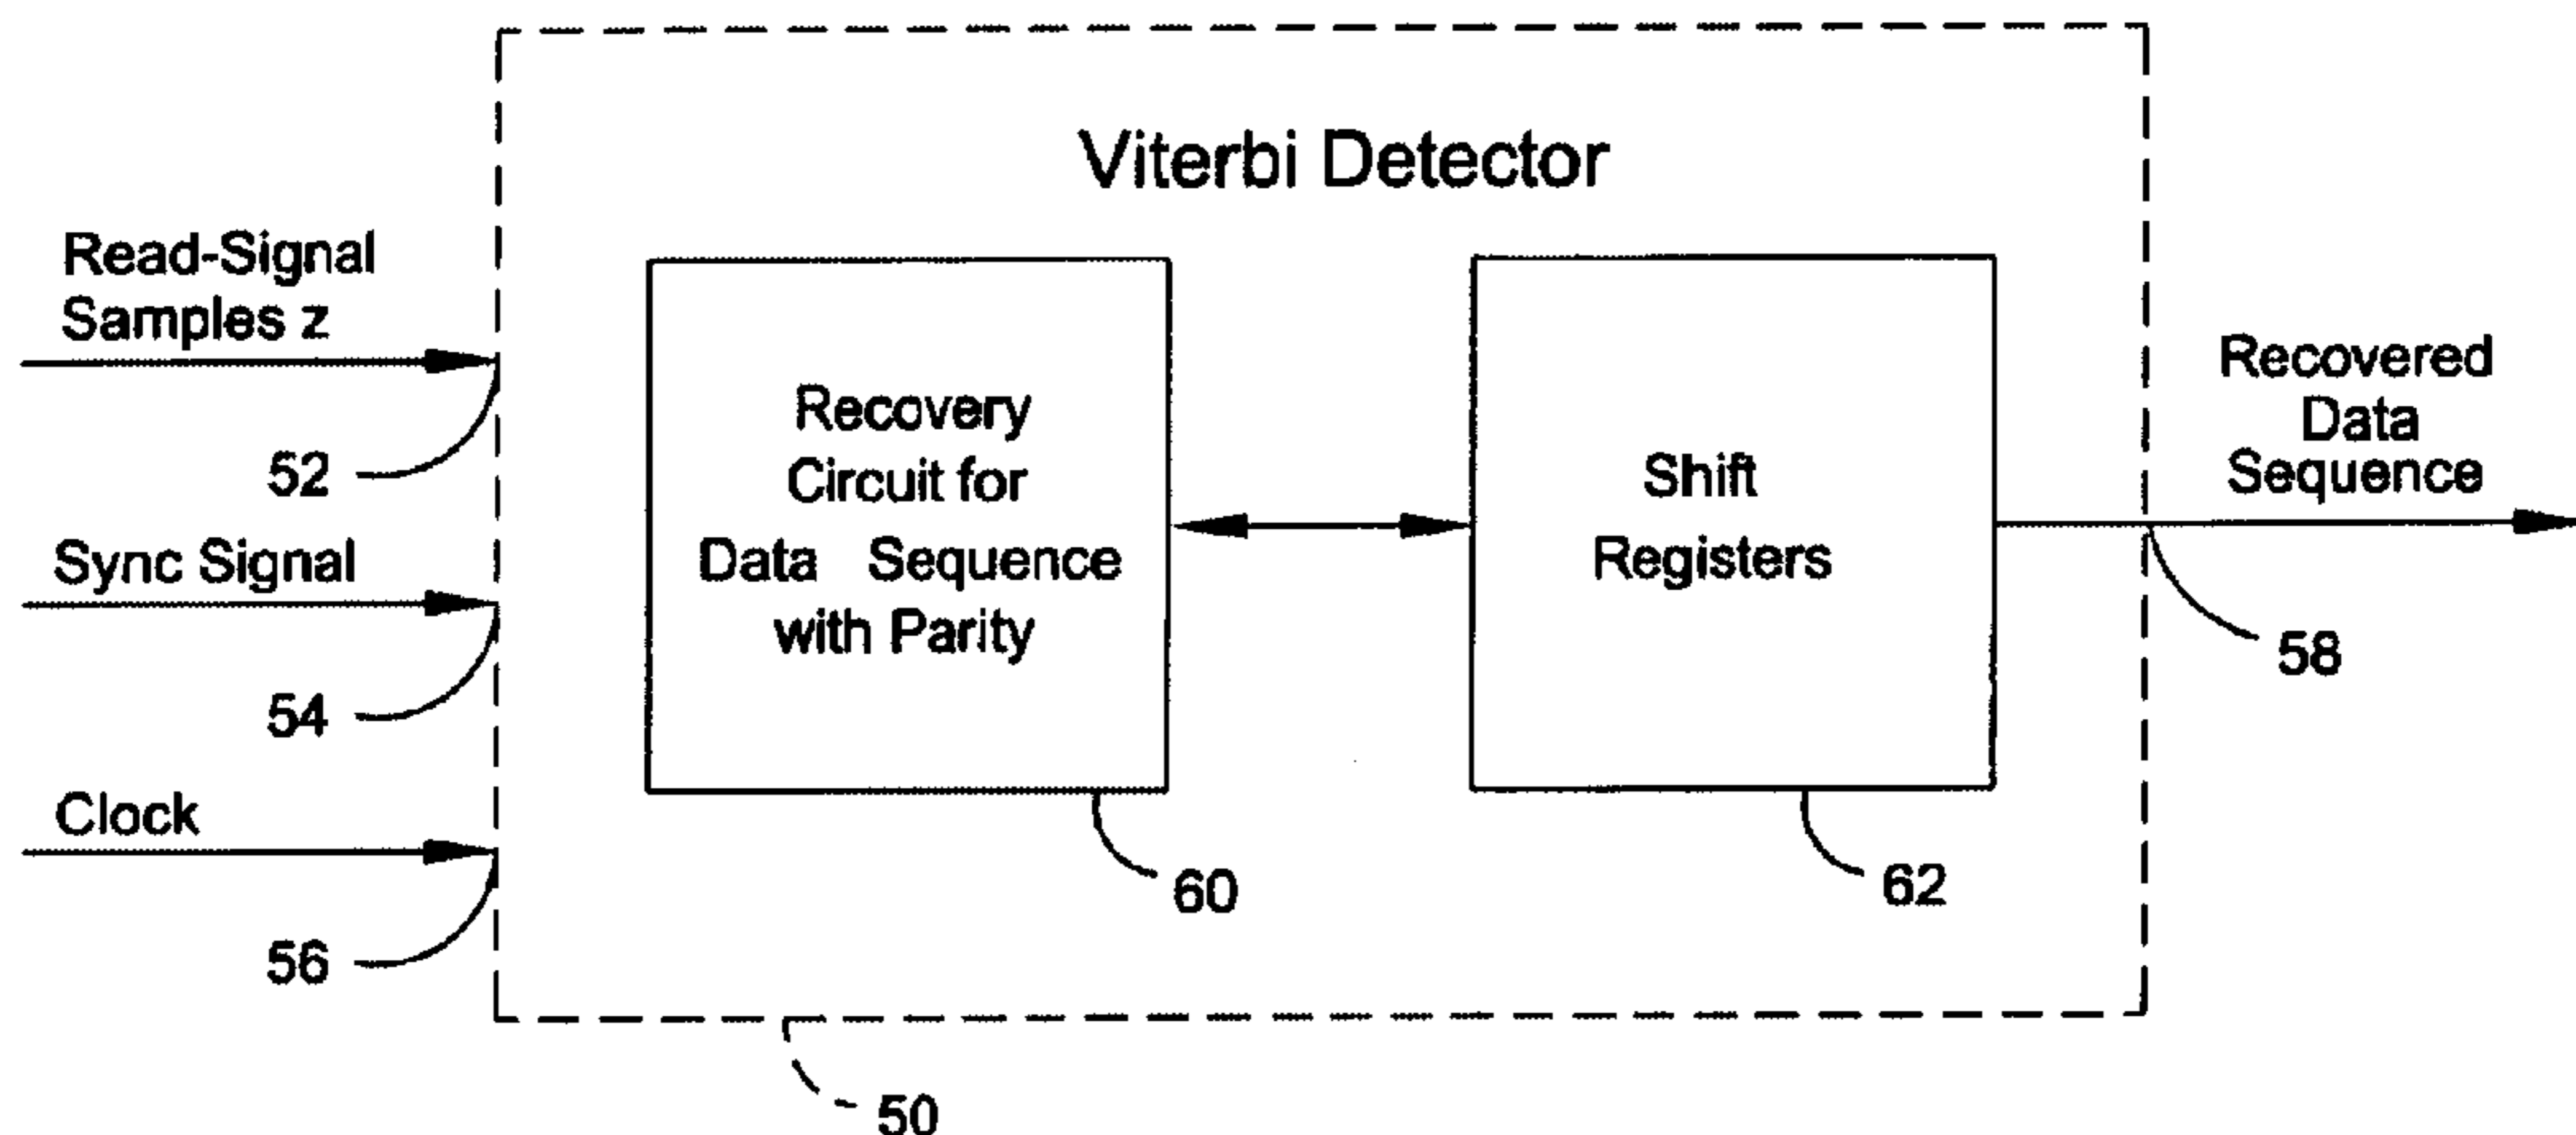 Viterbi Detector
Read-Signal
Samples z
52
Sync Signal
54
Clock
56
Recovery
Circuit for
Data Sequence
with Parity
60
Shift
Registers
62
Recovered
Data
Sequence
58
50